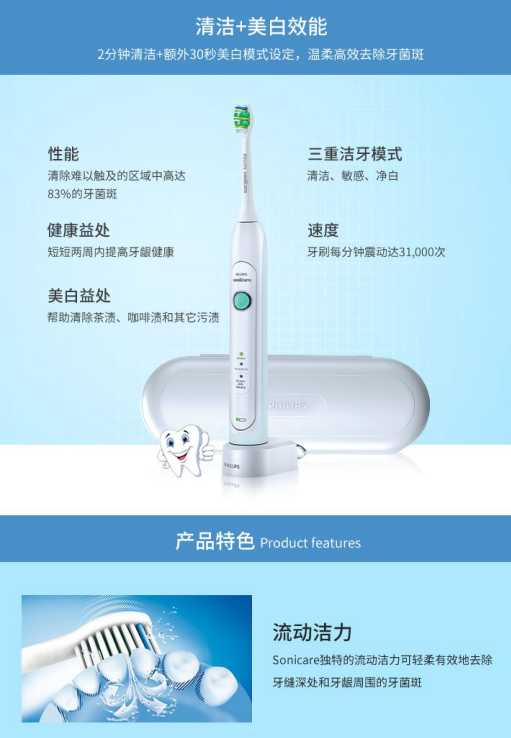 清洁+美白效能
2分钟清洁+额外30秒美白模式设定，温柔高效去除牙菌斑
性能
清除难以触及的区域中高达
83%的牙菌斑
三重洁牙模式
清洁、敏感、净白
健康益处
短短两周内提高牙龈健康
速度
牙刷每分钟震动达31,000次
美白益处
帮助清除茶渍、咖啡渍和其它污渍
PHILIPS
sonicare
PHILIPS
PHILIPS
产品特色 Product features
流动洁力
Sonicare独特的流动洁力可轻柔有效地去除
牙缝深处和牙龈周围的牙菌斑